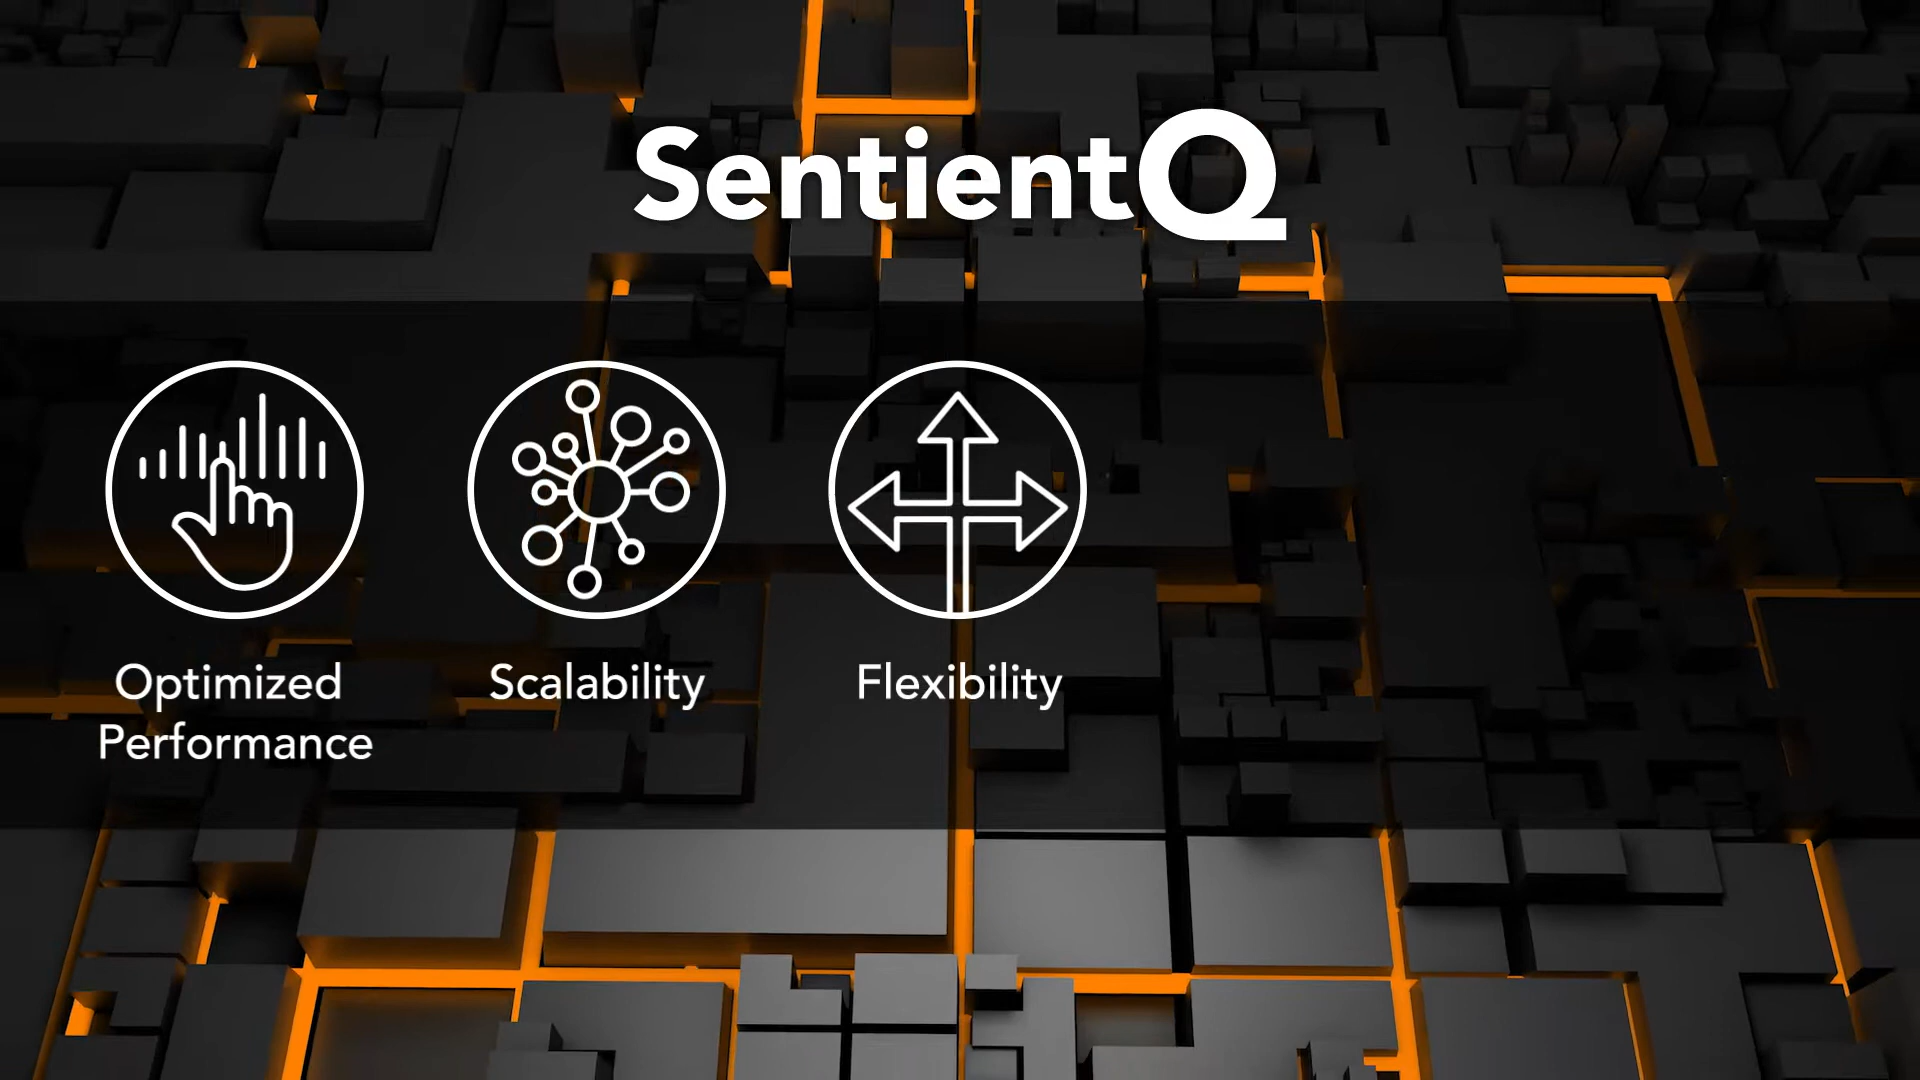 SentientQ
Optimized
Performance
Scalability
Flexibility